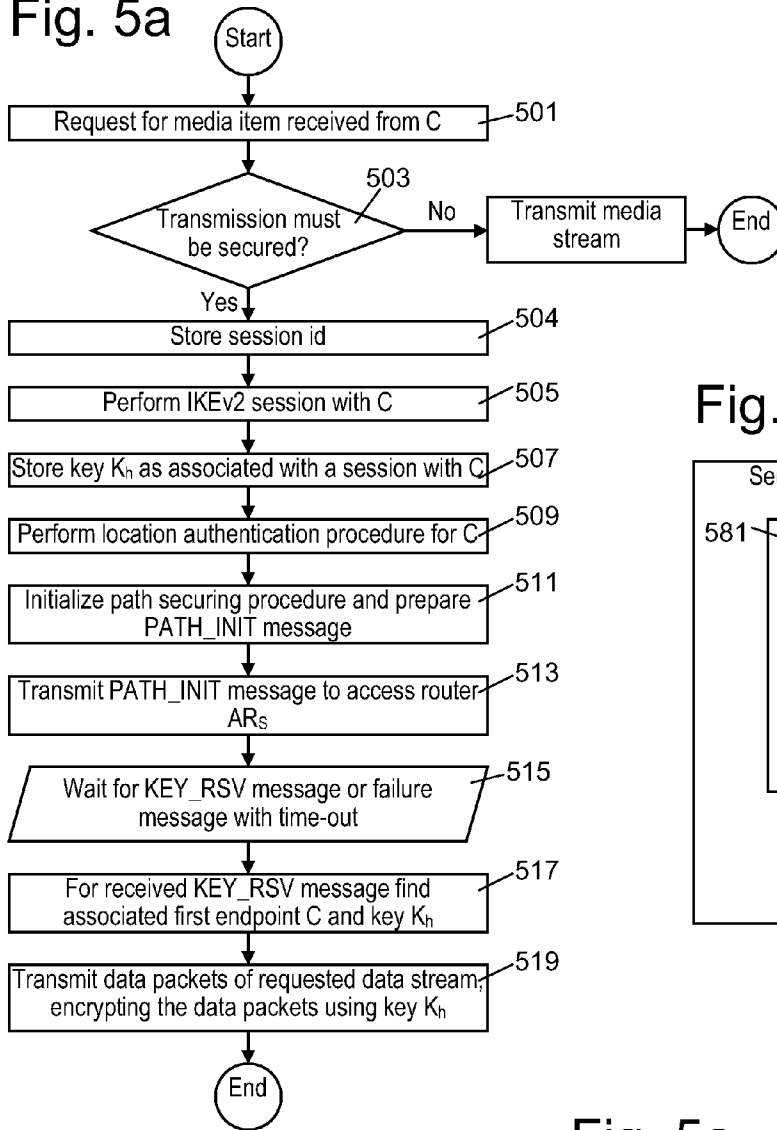 Fig. 5a
Start
Request for media item received from C
501
Transmission must
be secured?
503
No
Transmit media
stream
End
Yes
Store session id
504
Perform IKEv2 session with C
505
Store key Kh as associated with a session with C
507
Perform location authentication procedure for C
509
Initialize path securing procedure and prepare
PATH_INIT message
511
Transmit PATH_INIT message to access router
ARS
513
Wait for KEY_RSV message or failure
message with time-out
515
For received KEY_RSV message find
associated first endpoint C and key Kh
517
Transmit data packets of requested data stream,
encrypting the data packets using key Kh
519
End
Fig.
Se
581